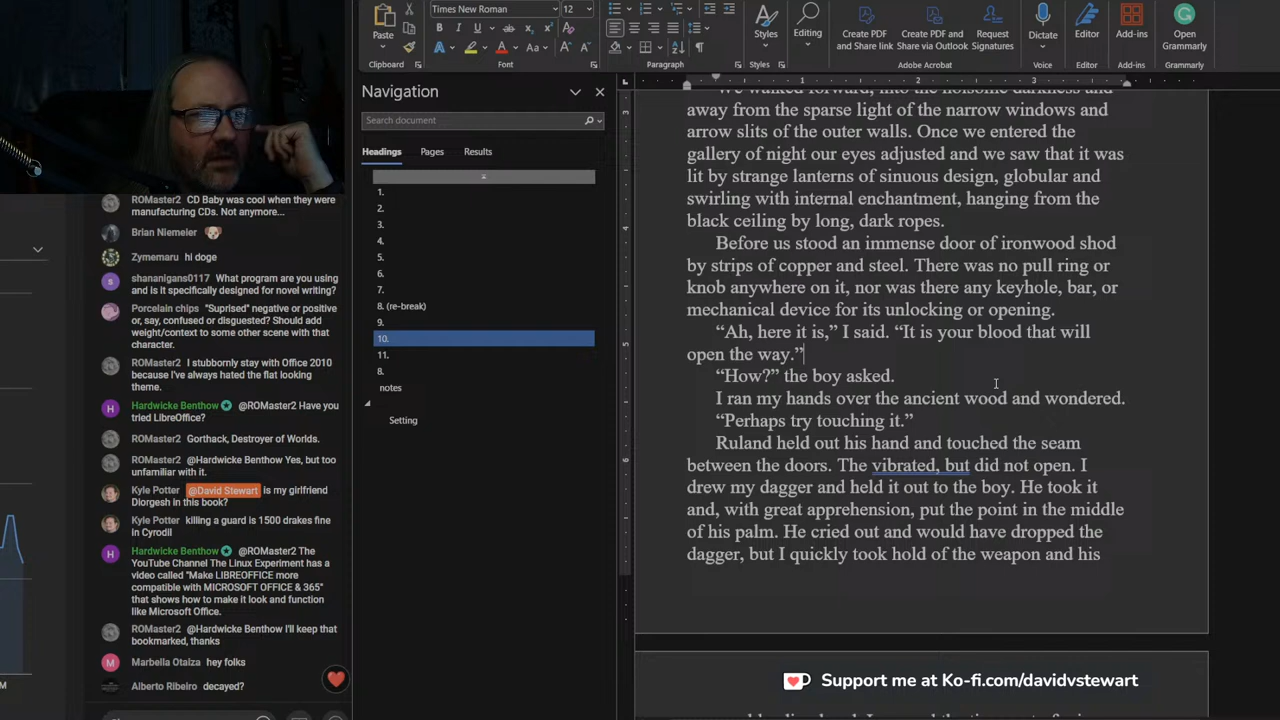 Times New Roman
12
Paste
Clipboard
Font
Paragraph
Styles
Styles
Editing
Create PDF
and Share link
Create PDF and
Share via Outlook
Request
Signatures
Adobe Acrobat
Dictate
Voice
Editor
Editor
Add-ins
Add-ins
Open
Grammarly
Grammarly
Navigation
Search document
Headings
Pages
Results
1.
2.
3.
4.
5.
6.
7.
8. (re-break)
9.
10.
11.
8.
notes
Setting
ROMaster2 CD Baby was cool when they were
manufacturing CDs. Not anymore...
Brian Niemeier
Zymemaru hi doge
shananigans0117 What program are you using
and is it specifically designed for novel writing?
Porcelain chips "Suprised" negative or positive
or, say, confused or disguested? Should add
weight/context to some other scene with that
character.
ROMaster2 I stubbornly stay with Office 2010
because I've always hated the flat looking
theme.
Hardwicke Benthow @ROMaster2 Have you
tried LibreOffice?
ROMaster2 Gorthack, Destroyer of Worlds.
ROMaster2 @Hardwicke Benthow Yes, but too
unfamiliar with it.
Kyle Potter @David Stewart is my girlfriend
Diorgesh in this book?
Kyle Potter killing a guard is 1500 drakes fine
in Cyrodil
Hardwicke Benthow @ROMaster2 The
YouTube Channel The Linux Experiment has a
video called "Make LIBREOFFICE more
compatible with MICROSOFT OFFICE & 365"
that shows how to make it look and function
like Microsoft Office.
ROMaster2 @Hardwicke Benthow I'll keep that
bookmarked, thanks
Marbella Otaiza hey folks
Alberto Ribeiro decayed?
M
1
2
3
3
4
5
6
We walked forward, into the noisome darkness and
away from the sparse light of the narrow windows and
arrow slits of the outer walls. Once we entered the
gallery of night our eyes adjusted and we saw that it was
lit by strange lanterns of sinuous design, globular and
swirling with internal enchantment, hanging from the
black ceiling by long, dark ropes.
Before us stood an immense door of ironwood shod
by strips of copper and steel. There was no pull ring or
knob anywhere on it, nor was there any keyhole, bar, or
mechanical device for its unlocking or opening.
“Ah, here it is,” I said. “It is your blood that will
open the way.”
“How?” the boy asked.
I ran my hands over the ancient wood and wondered.
“Perhaps try touching it.”
Ruland held out his hand and touched the seam
between the doors. The vibrated, but did not open. I
drew my dagger and held it out to the boy. He took it
and, with great apprehension, put the point in the middle
of his palm. He cried out and would have dropped the
dagger, but I quickly took hold of the weapon and his
Support me at Ko-fi.com/davidvstewart